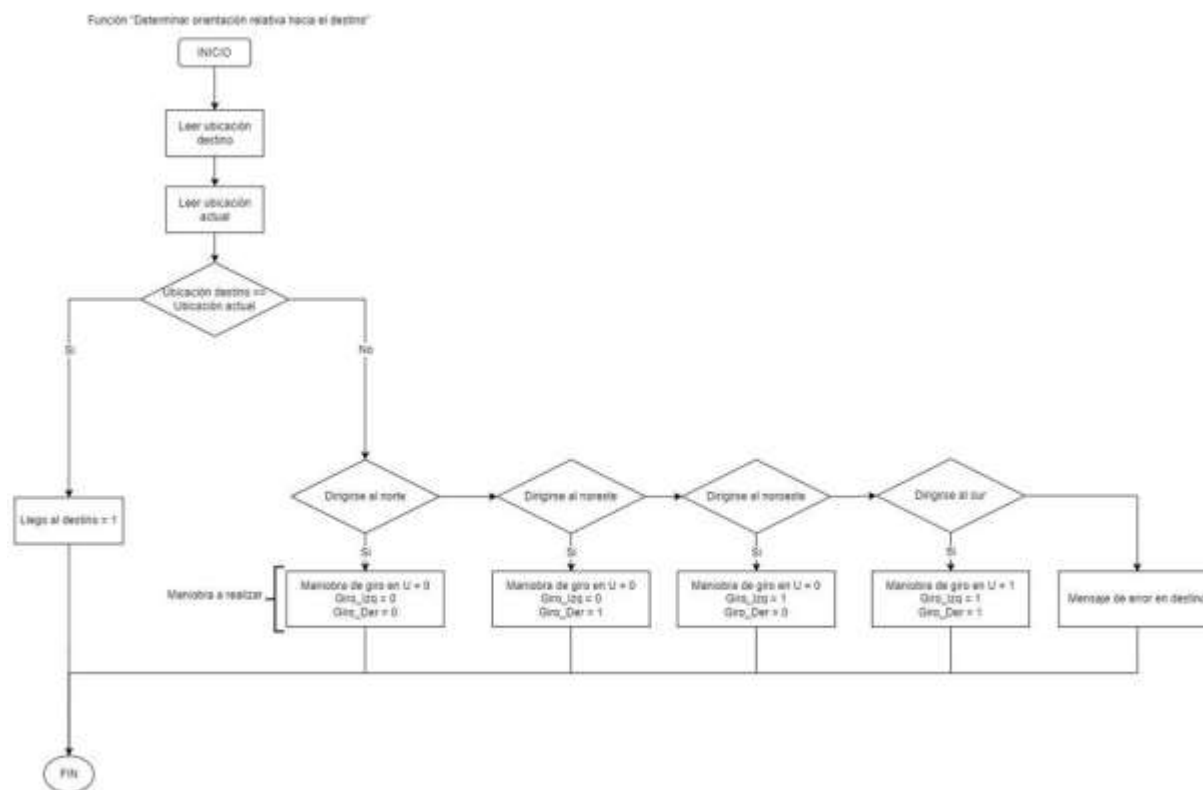 Función "Determinar orientación relativa hacia el destino"
INICIO
Leer ubicación
destino
Leer ubicación
actual
Ubicación destino ==
Ubicación actual
Si
No
Dirigirse al norte
Dirigirse al noreste
Dirigirse al noroeste
Dirigirse al sur
Llego al destino = 1
Si
Si
Si
Si
Maniobra a realizar
Maniobra de giro en U = 0
Giro_Izq = 0
Giro_Der = 0
Maniobra de giro en U = 0
Giro_Izq = 0
Giro_Der = 1
Maniobra de giro en U = 0
Giro_Izq = 1
Giro_Der = 0
Maniobra de giro en U = 1
Giro_Izq = 1
Giro_Der = 1
Mensaje de error en destino
FIN